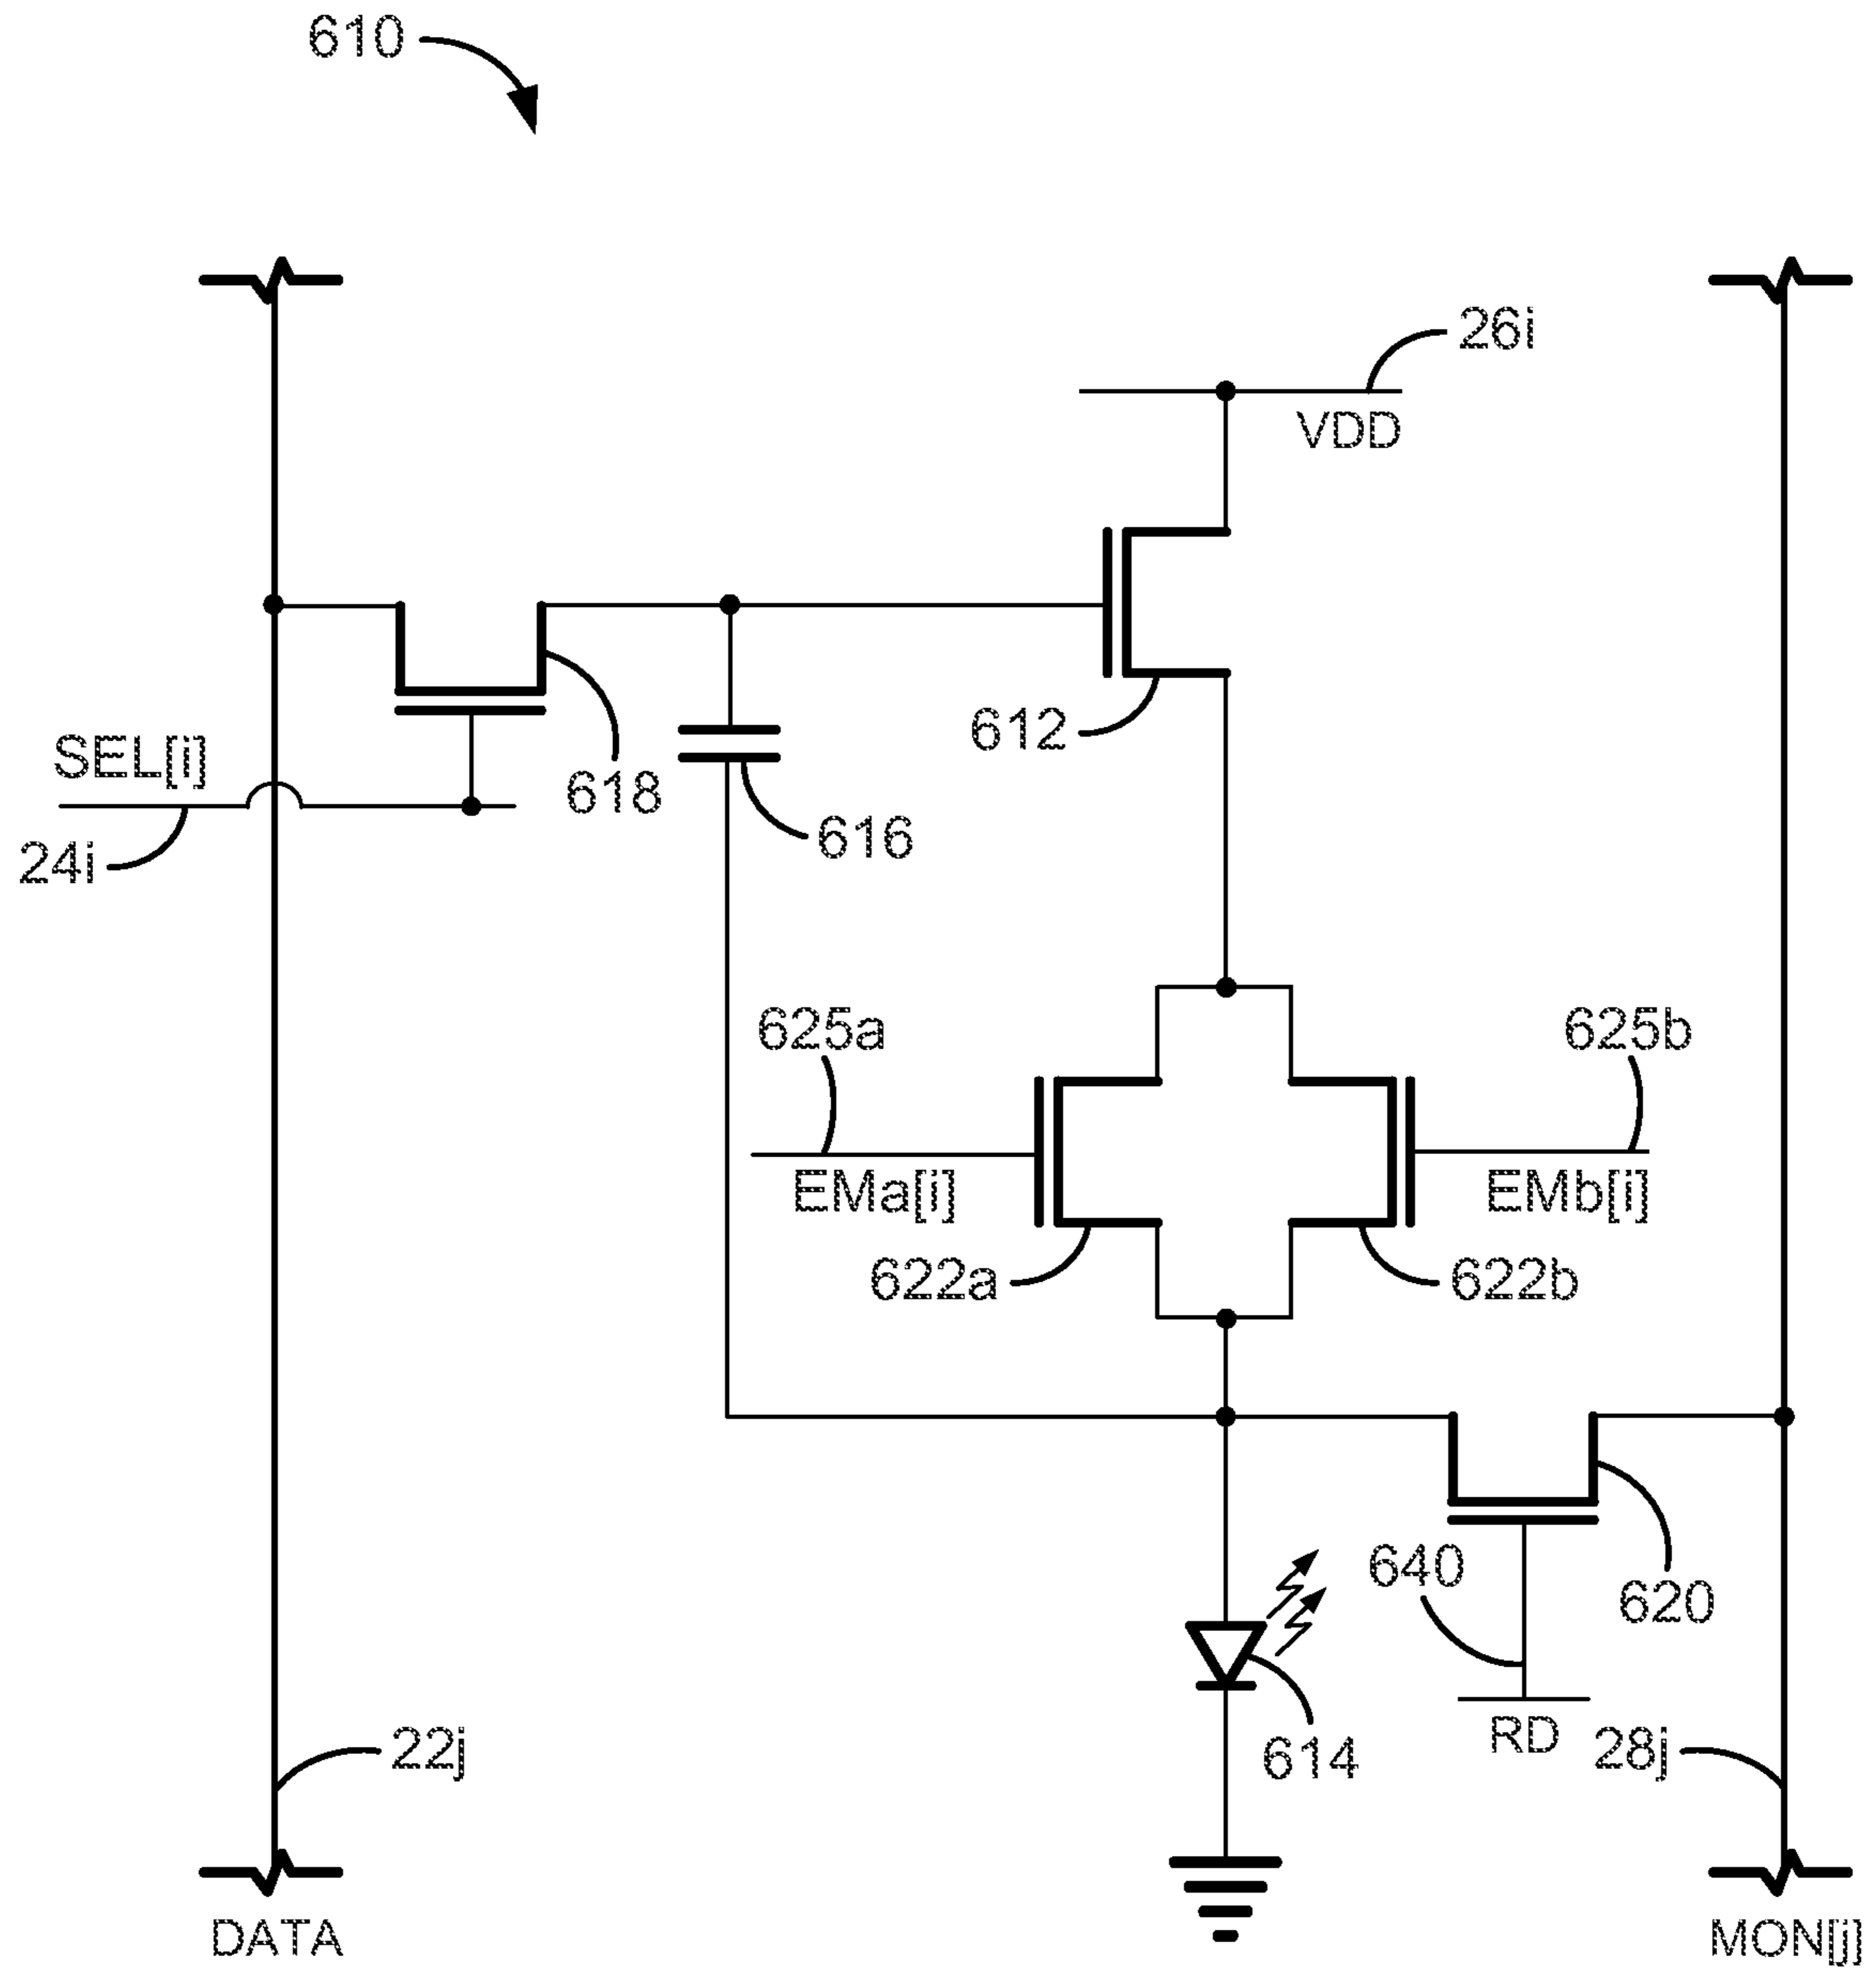 610
26i
VDD
SEL[i]
618
612
24i
616
625a
625b
EMa[i]
EMb[i]
622a
622b
640
620
22j
614
RD
28j
DATA
MON[j]